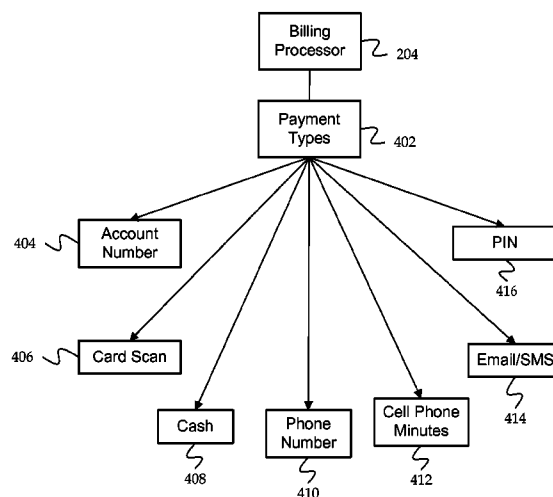 Billing
Processor
204
Payment
Types
402
Account
Number
404
PIN
416
Card Scan
406
Email/SMS
414
Cash
408
Phone
Number
410
Cell Phone
Minutes
412